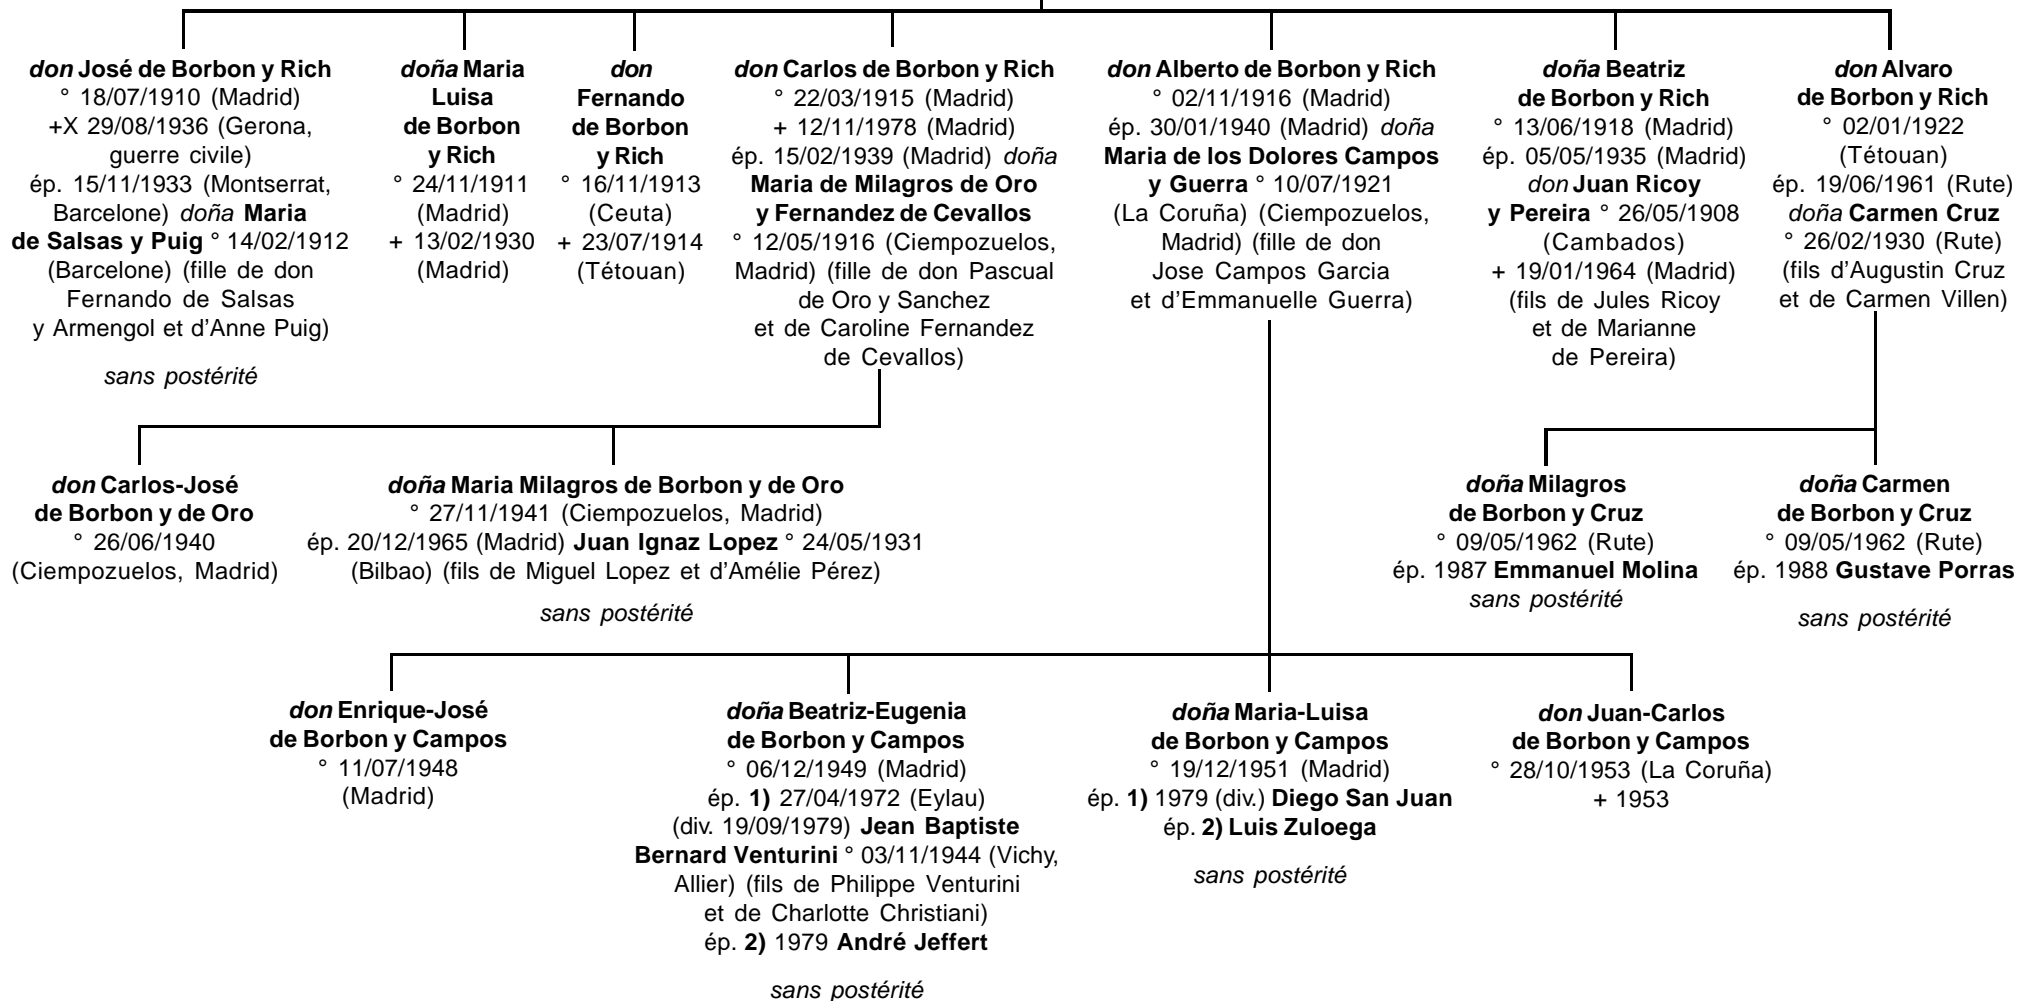 don José de Borbon y Rich
° 18/07/1910 (Madrid)
+X 29/08/1936 (Gerona,
guerre civile)
ép. 15/11/1933 (Montserrat,
Barcelone) doña Maria
de Salsas y Puig ° 14/02/1912
(Barcelone) (fille de don
Fernando de Salsas
y Armengol et d'Anne Puig)
sans postérité
doña Maria
Luisa
de Borbon
y Rich
° 24/11/1911
(Madrid)
+ 13/02/1930
(Madrid)
don
Fernando
de Borbon
y Rich
° 16/11/1913
(Ceuta)
+ 23/07/1914
(Tétouan)
don Carlos de Borbon y Rich
° 22/03/1915 (Madrid)
+ 12/11/1978 (Madrid)
ép. 15/02/1939 (Madrid) doña
Maria de Milagros de Oro
y Fernandez de Cevallos
° 12/05/1916 (Ciempozuelos,
Madrid) (fille de don Pascual
de Oro y Sanchez
et de Caroline Fernandez
de Cevallos)
don Alberto de Borbon y Rich
° 02/11/1916 (Madrid)
ép. 30/01/1940 (Madrid) doña
Maria de los Dolores Campos
y Guerra ° 10/07/1921
(La Coruña) (Ciempozuelos,
Madrid) (fille de don
Jose Campos Garcia
et d'Emmanuelle Guerra)
doña Beatriz
de Borbon y Rich
° 13/06/1918 (Madrid)
ép. 05/05/1935 (Madrid)
don Juan Ricoy
y Pereira ° 26/05/1908
(Cambados)
+ 19/01/1964 (Madrid)
(fils de Jules Ricoy
et de Marianne
de Pereira)
don Alvaro
de Borbon y Rich
° 02/01/1922
(Tétouan)
ép. 19/06/1961 (Rute)
doña Carmen Cruz
° 26/02/1930 (Rute)
(fils d'Augustin Cruz
et de Carmen Villen)
don Carlos-José
de Borbon y de Oro
° 26/06/1940
(Ciempozuelos, Madrid)
doña Maria Milagros de Borbon y de Oro
° 27/11/1941 (Ciempozuelos, Madrid)
ép. 20/12/1965 (Madrid) Juan Ignaz Lopez ° 24/05/1931
(Bilbao) (fils de Miguel Lopez et d'Amélie Pérez)
sans postérité
doña Milagros
de Borbon y Cruz
° 09/05/1962 (Rute)
ép. 1987 Emmanuel Molina
sans postérité
doña Carmen
de Borbon y Cruz
° 09/05/1962 (Rute)
ép. 1988 Gustave Porras
sans postérité
don Enrique-José
de Borbon y Campos
° 11/07/1948
(Madrid)
doña Beatriz-Eugenia
de Borbon y Campos
° 06/12/1949 (Madrid)
ép. 1) 27/04/1972 (Eylau)
(div. 19/09/1979) Jean Baptiste
Bernard Venturini ° 03/11/1944 (Vichy,
Allier) (fils de Philippe Venturini
et de Charlotte Christiani)
ép. 2) 1979 André Jeffert
sans postérité
doña Maria-Luisa
de Borbon y Campos
° 19/12/1951 (Madrid)
ép. 1) 1979 (div.) Diego San Juan
ép. 2) Luis Zuloega
sans postérité
don Juan-Carlos
de Borbon y Campos
° 28/10/1953 (La Coruña)
+ 1953